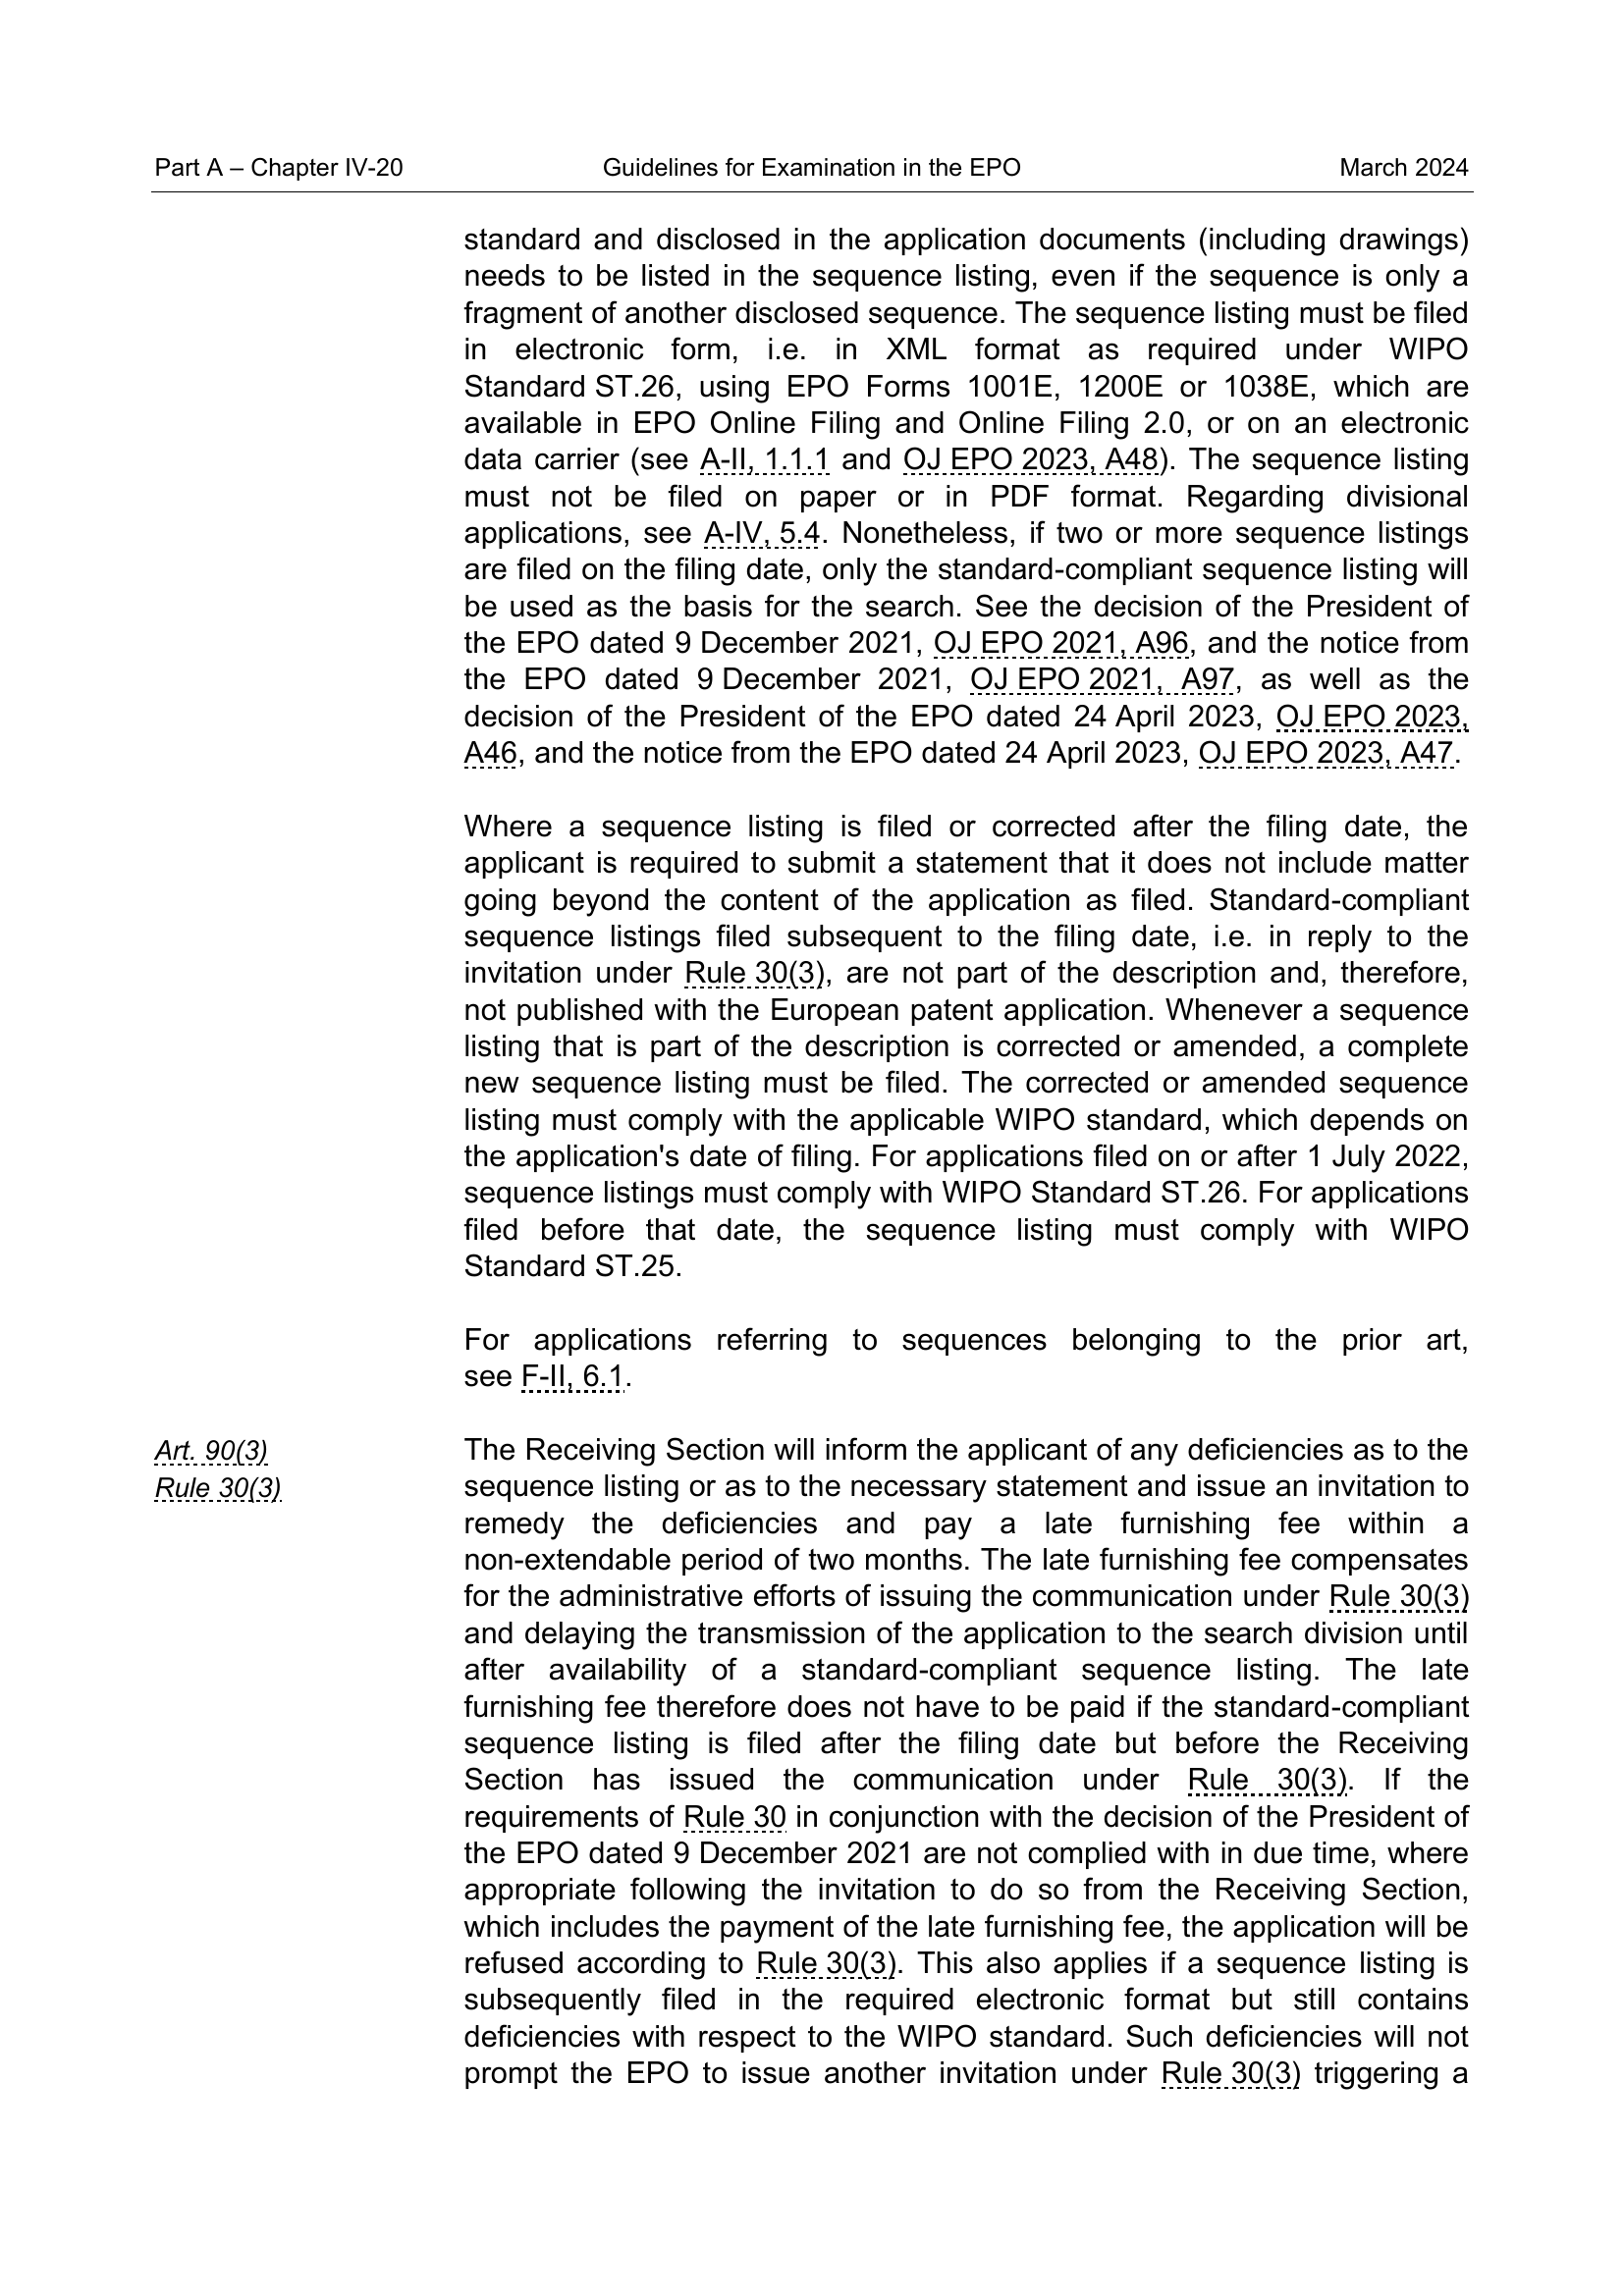 Part A – Chapter IV-20 Guidelines for Examination in the EPO March 2024
standard and disclosed in the application documents (including drawings)
needs to be listed in the sequence listing, even if the sequence is only a
fragment of another disclosed sequence. The sequence listing must be filed
in electronic form, i.e. in XML format as required under WIPO
Standard ST.26, using EPO Forms 1001E, 1200E or 1038E, which are
available in EPO Online Filing and Online Filing 2.0, or on an electronic
data carrier (see A-II, 1.1.1 and OJ EPO 2023, A48). The sequence listing
must not be filed on paper or in PDF format. Regarding divisional
applications, see A-IV, 5.4. Nonetheless, if two or more sequence listings
are filed on the filing date, only the standard-compliant sequence listing will
be used as the basis for the search. See the decision of the President of
the EPO dated 9 December 2021, OJ EPO 2021, A96, and the notice from
the EPO dated 9 December 2021, OJ EPO 2021, A97, as well as the
decision of the President of the EPO dated 24 April 2023, OJ EPO 2023,
A46, and the notice from the EPO dated 24 April 2023, OJ EPO 2023, A47.
Where a sequence listing is filed or corrected after the filing date, the
applicant is required to submit a statement that it does not include matter
going beyond the content of the application as filed. Standard-compliant
sequence listings filed subsequent to the filing date, i.e. in reply to the
invitation under Rule 30(3), are not part of the description and, therefore,
not published with the European patent application. Whenever a sequence
listing that is part of the description is corrected or amended, a complete
new sequence listing must be filed. The corrected or amended sequence
listing must comply with the applicable WIPO standard, which depends on
the application's date of filing. For applications filed on or after 1 July 2022,
sequence listings must comply with WIPO Standard ST.26. For applications
filed before that date, the sequence listing must comply with WIPO
Standard ST.25.
For applications referring to sequences belonging to the prior art,
see F-II, 6.1.
Art. 90(3)
Rule 30(3)
The Receiving Section will inform the applicant of any deficiencies as to the
sequence listing or as to the necessary statement and issue an invitation to
remedy the deficiencies and pay a late furnishing fee within a
non-extendable period of two months. The late furnishing fee compensates
for the administrative efforts of issuing the communication under Rule 30(3)
and delaying the transmission of the application to the search division until
after availability of a standard-compliant sequence listing. The late
furnishing fee therefore does not have to be paid if the standard-compliant
sequence listing is filed after the filing date but before the Receiving
Section has issued the communication under Rule 30(3). If the
requirements of Rule 30 in conjunction with the decision of the President of
the EPO dated 9 December 2021 are not complied with in due time, where
appropriate following the invitation to do so from the Receiving Section,
which includes the payment of the late furnishing fee, the application will be
refused according to Rule 30(3). This also applies if a sequence listing is
subsequently filed in the required electronic format but still contains
deficiencies with respect to the WIPO standard. Such deficiencies will not
prompt the EPO to issue another invitation under Rule 30(3) triggering a